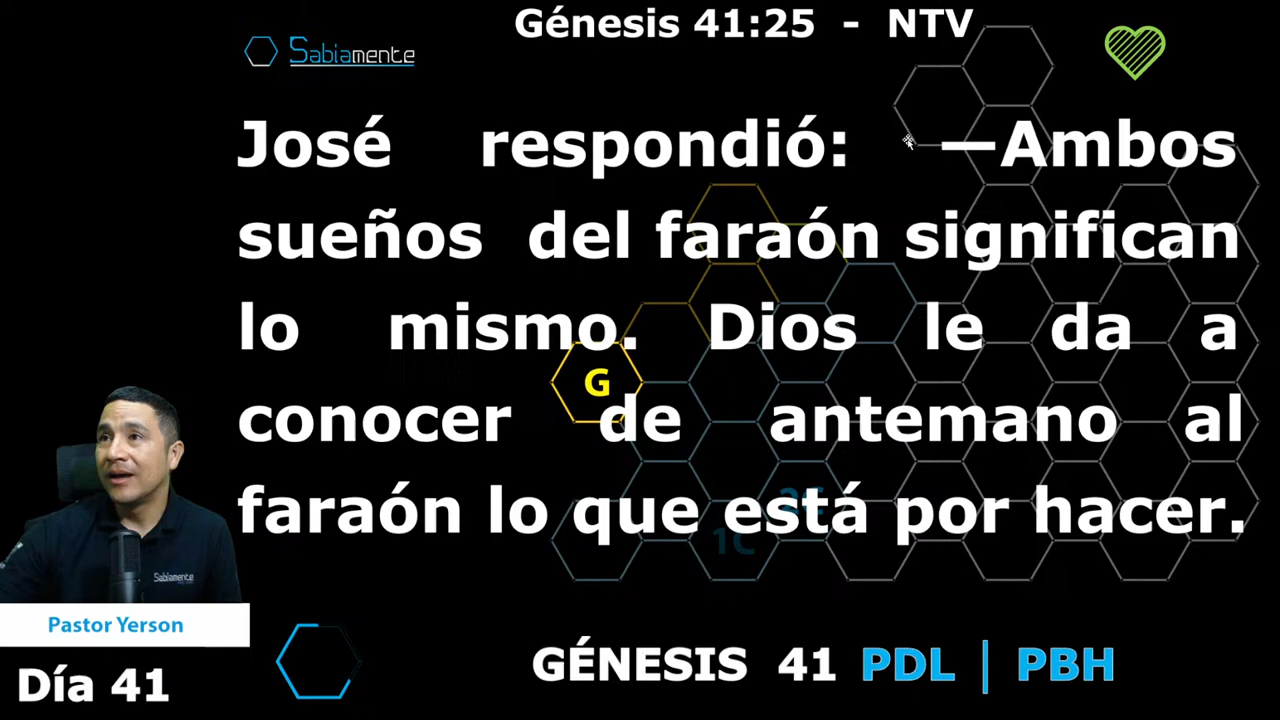 Génesis 41:25 - NTV
Sabiamente
José respondió: —Ambos
sueños del faraón significan
lo mismo. Dios le da a
G
conocer de antemano al
faraón lo que está por hacer.
1C
Sabiamente
Pastor Yerson
Día 41
GÉNESIS 41 PDL | PBH